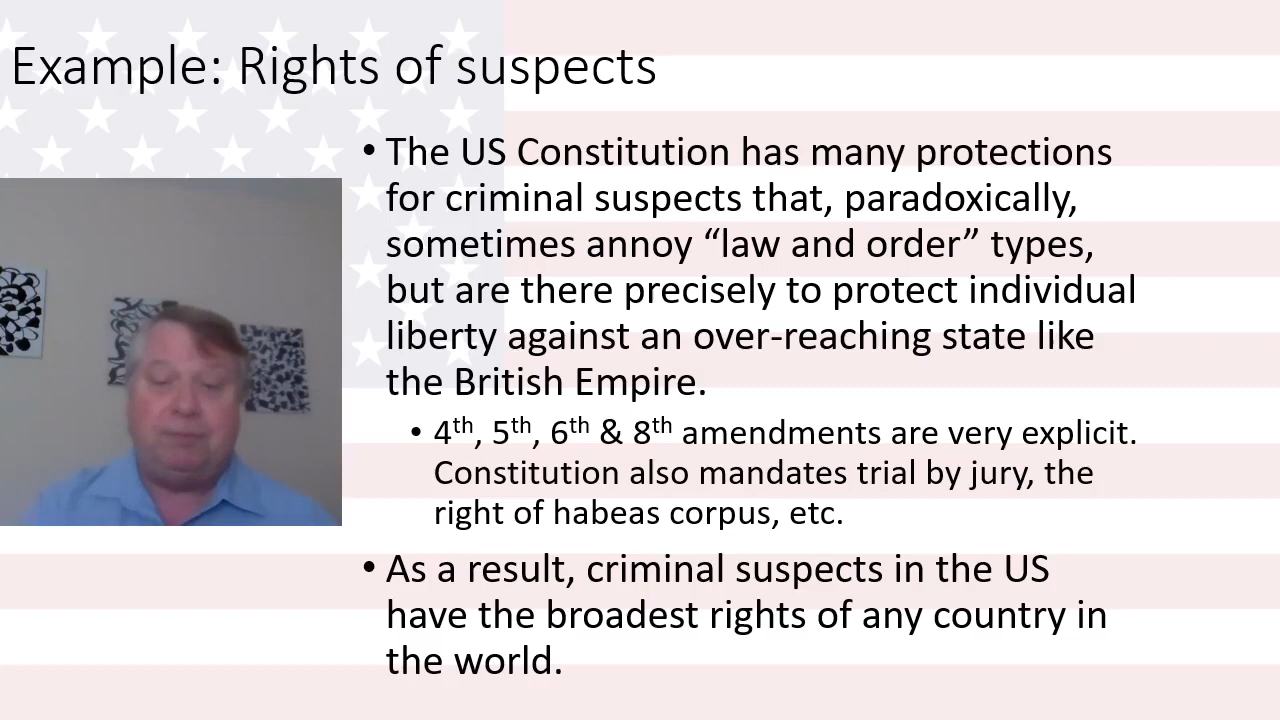 Example: Rights of suspects
• The US Constitution has many protections
for criminal suspects that, paradoxically,
sometimes annoy “law and order” types,
but are there precisely to protect individual
liberty against an over-reaching state like
the British Empire.
• 4th, 5th, 6th & 8th amendments are very explicit.
Constitution also mandates trial by jury, the
right of habeas corpus, etc.
• As a result, criminal suspects in the US
have the broadest rights of any country in
the world.